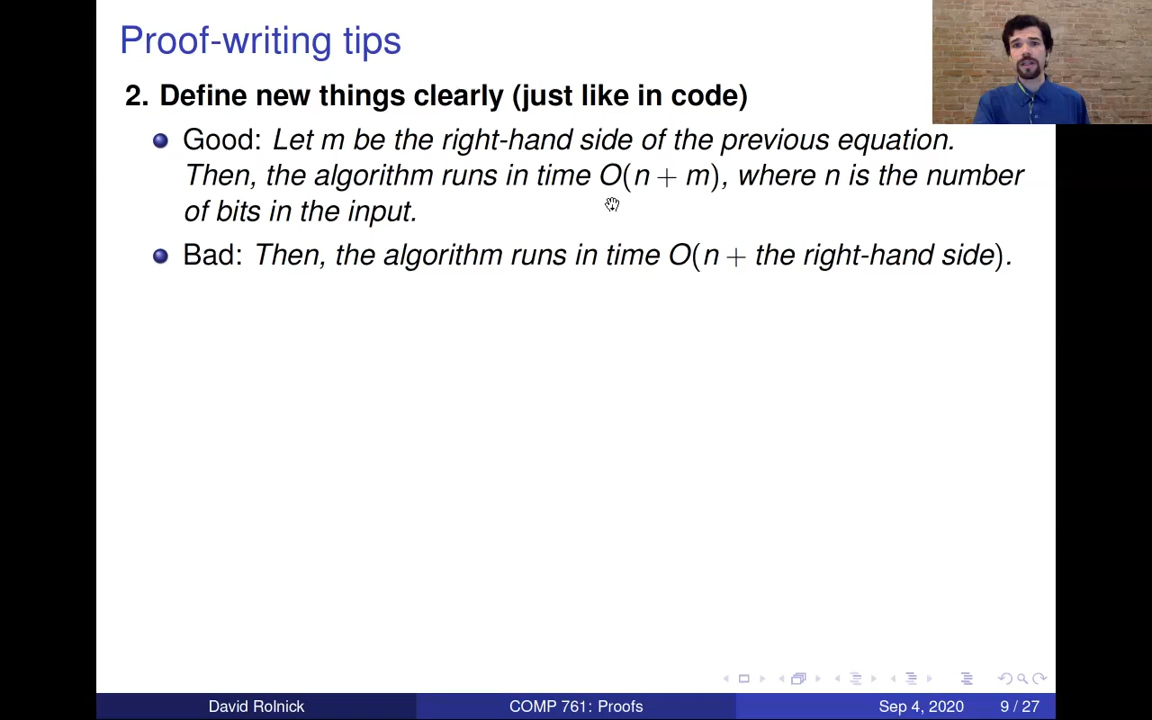 Proof-writing tips
2. Define new things clearly (just like in code)
Good: Let m be the right-hand side of the previous equation.
Then, the algorithm runs in time O(n + m), where n is the number
of bits in the input.
Bad: Then, the algorithm runs in time O(n + the right-hand side).
David Rolnick COMP 761: Proofs Sep 4, 2020 9 / 27